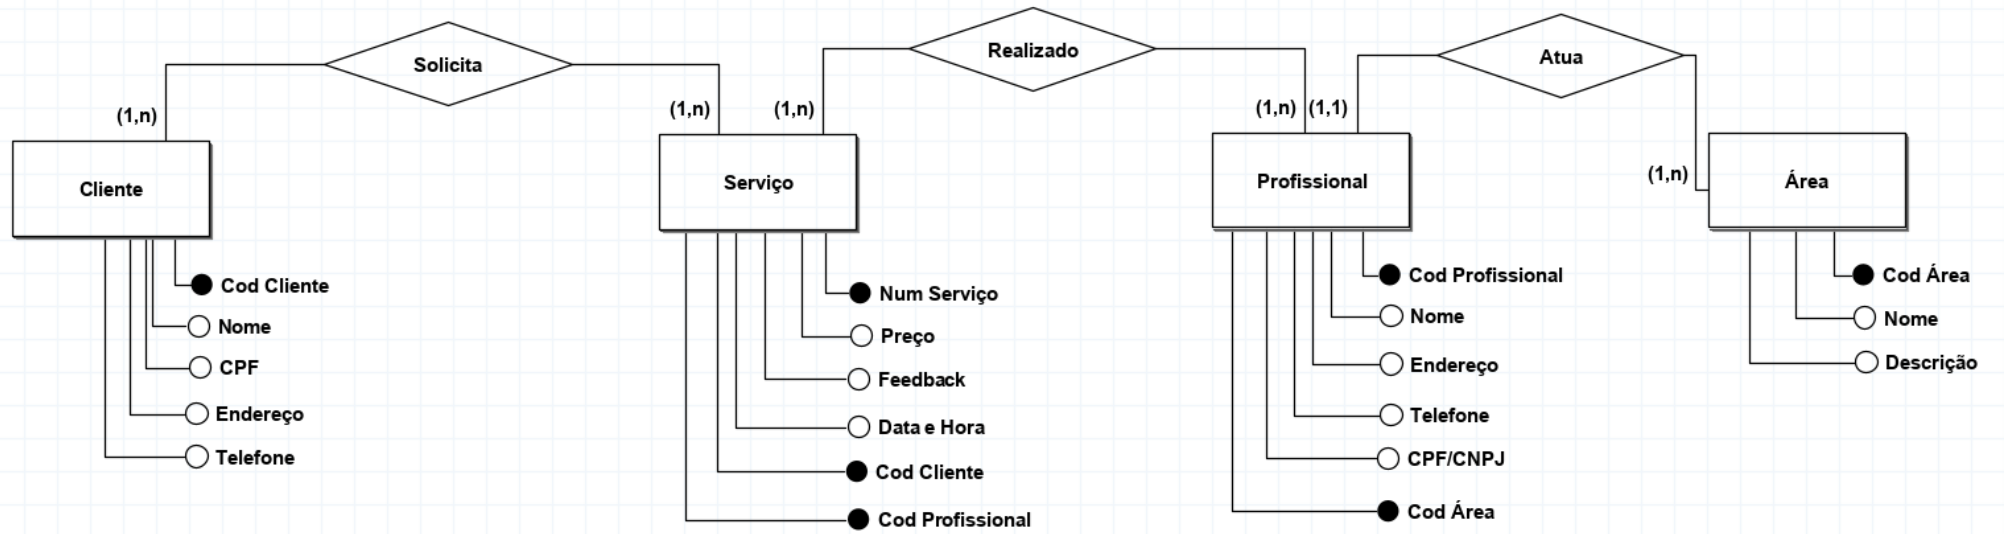 Solicita
Realizado
Atua
(1,n)
(1,n)
(1,n)
(1,n)
(1,1)
(1,n)
Cliente
Serviço
Profissional
Área
Cod Cliente
Nome
CPF
Endereço
Telefone
Num Serviço
Preço
Feedback
Data e Hora
Cod Cliente
Cod Profissional
Cod Profissional
Nome
Endereço
Telefone
CPF/CNPJ
Cod Área
Cod Área
Nome
Descrição